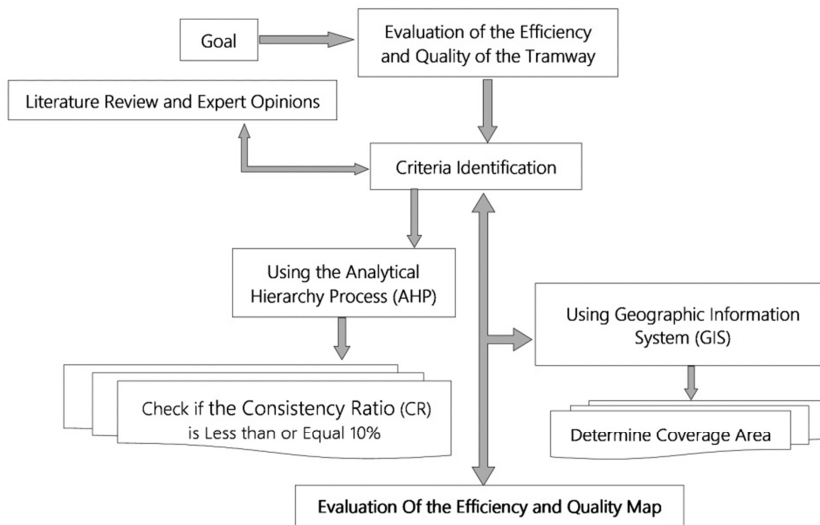 Goal
Evaluation of the Efficiency
and Quality of the Tramway
Literature Review and Expert Opinions
Criteria Identification
Using the Analytical
Hierarchy Process (AHP)
Using Geographic Information
System (GIS)
Check if the Consistency Ratio (CR)
is Less than or Equal 10%
Determine Coverage Area
Evaluation Of the Efficiency and Quality Map